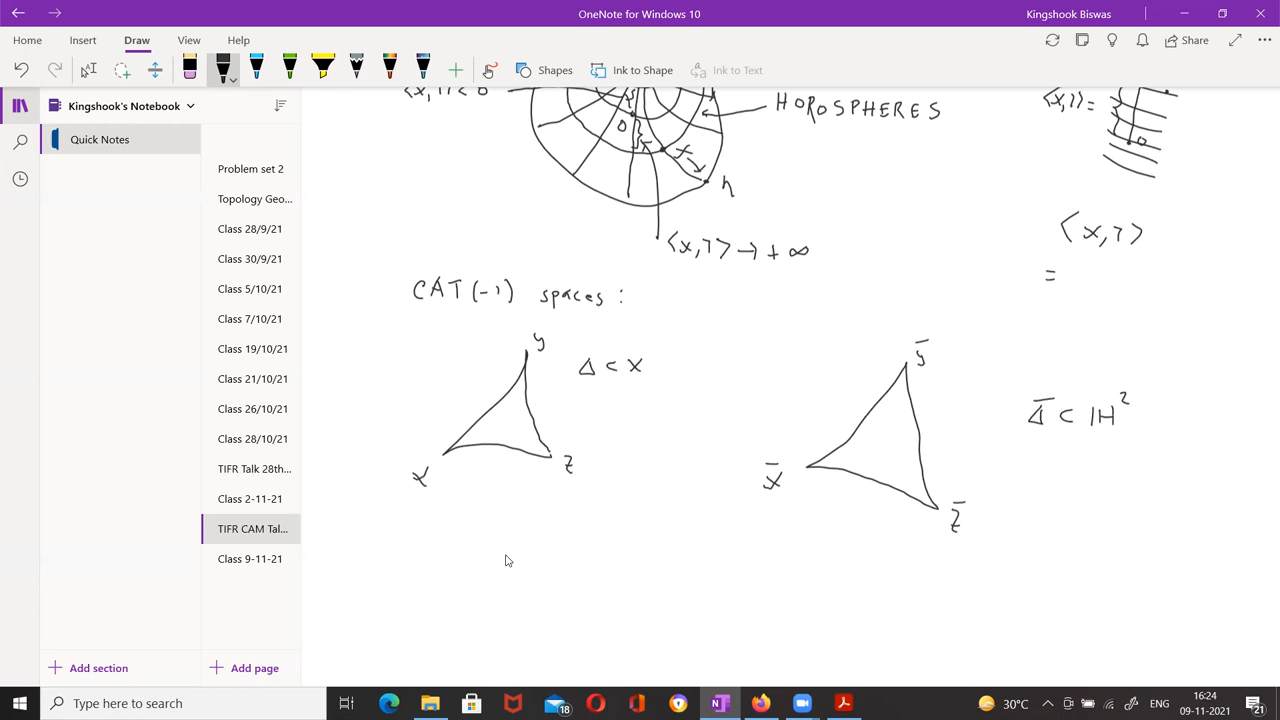 OneNote for Windows 10
Kingshook Biswas
Home Insert Draw View Help
Share
Shapes
Ink to Shape
Ink to Text
Kingshook's Notebook
Quick Notes
Problem set 2
Topology Geo...
Class 28/9/21
Class 30/9/21
Class 5/10/21
Class 7/10/21
Class 19/10/21
Class 21/10/21
Class 26/10/21
Class 28/10/21
TIFR Talk 28th...
Class 2-11-21
TIFR CAM Tal...
Class 9-11-21
Add section
Add page
HOROSPHERES
o
η
⟨x,η⟩ → +∞
⟨x,η⟩ =
o
⟨x,η⟩
=
CAT(-1) spaces:
y
Δ ⊂ X
x
z
ȳ
x̄
z̄
Δ̄ ⊂ ℍ²
Type here to search
18
30°C
ENG
16:24
09-11-2021
21